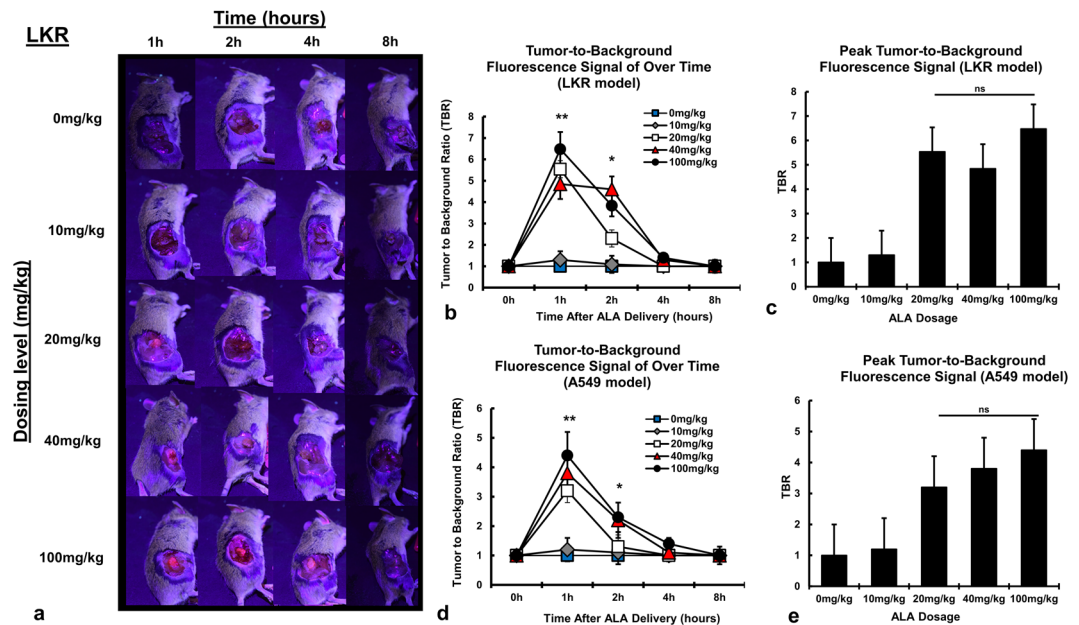 LKR
Time (hours)
1h 2h 4h 8h
Dosing level (mg/kg)
0mg/kg
10mg/kg
20mg/kg
40mg/kg
100mg/kg
a
Tumor-to-Background
Fluorescence Signal of Over Time
(LKR model)
Tumor to Background Ratio (TBR)
8
7
6
5
4
3
2
1
0
**
*
0mg/kg
10mg/kg
20mg/kg
40mg/kg
100mg/kg
0h 1h 2h 4h 8h
Time After ALA Delivery (hours)
b
Peak Tumor-to-Background
Fluorescence Signal (LKR model)
ns
TBR
8
7
6
5
4
3
2
1
0
0mg/kg 10mg/kg 20mg/kg 40mg/kg 100mg/kg
ALA Dosage
c
Tumor-to-Background
Fluorescence Signal of Over Time
(A549 model)
Tumor to Background Ratio (TBR)
6
5
4
3
2
1
0
**
*
0mg/kg
10mg/kg
20mg/kg
40mg/kg
100mg/kg
0h 1h 2h 4h 8h
Time After ALA Delivery (hours)
d
Peak Tumor-to-Background
Fluorescence Signal (A549 model)
ns
TBR
6
5
4
3
2
1
0
0mg/kg 10mg/kg 20mg/kg 40mg/kg 100mg/kg
ALA Dosage
e